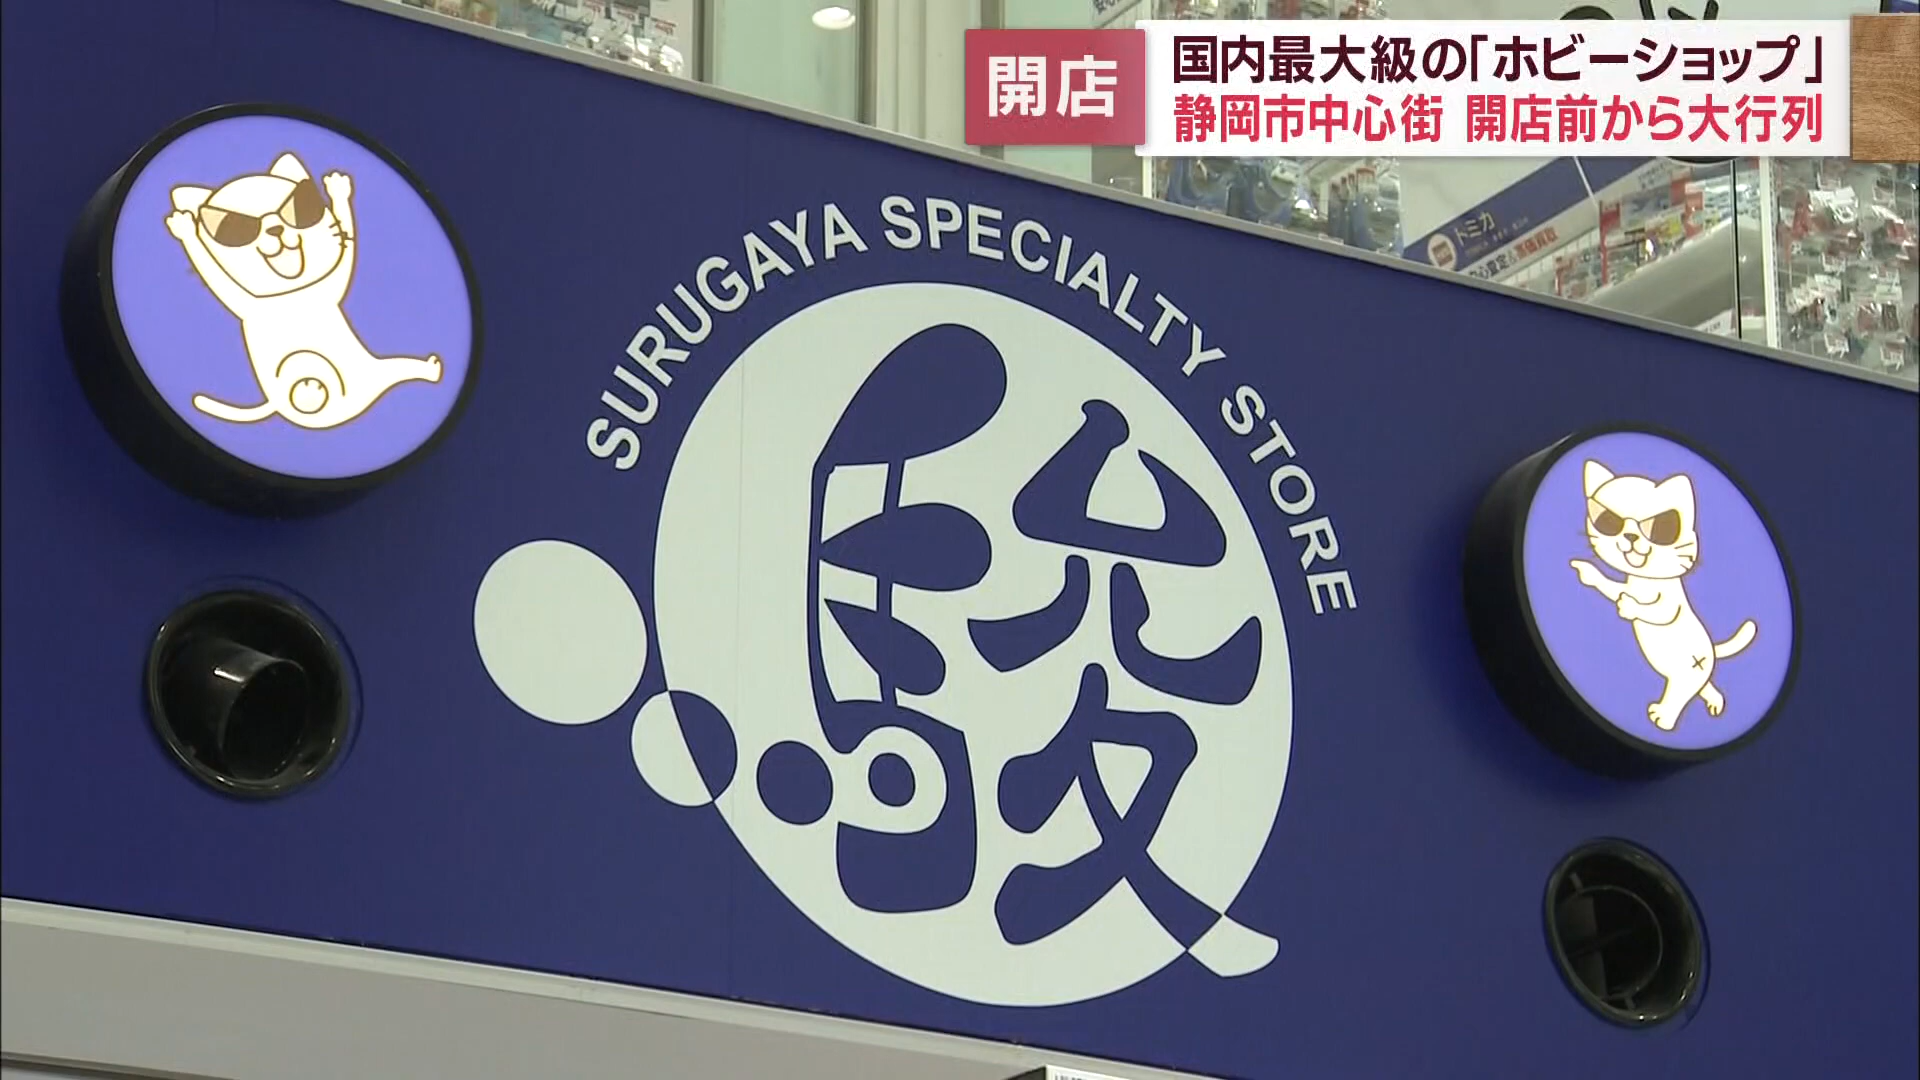 開店
国内最大級の「ホビーショップ」
静岡市中心街 開店前から大行列
トミカ
SURUGAYA SPECIALTY STORE
駿